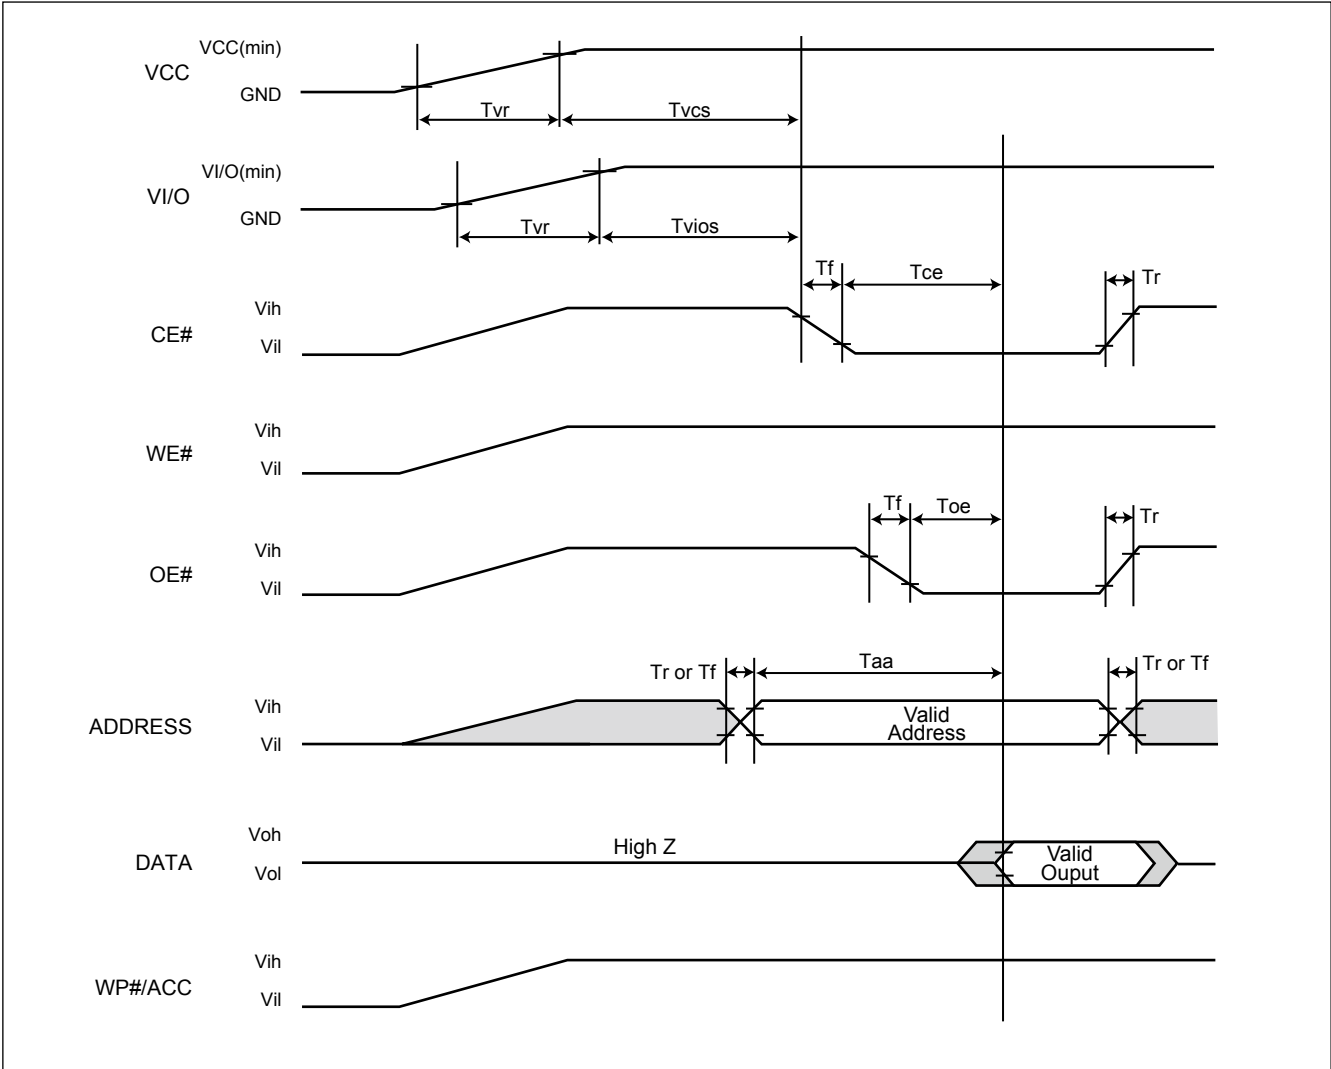 VCC(min)
VCC
GND
Tvr
Tvcs
VI/O(min)
VI/O
GND
Tvr
Tvios
Tf
Tce
Tr
Vih
CE#
Vil
Vih
WE#
Vil
Tf
Toe
Tr
Vih
OE#
Vil
Tr or Tf
Taa
Tr or Tf
Vih
ADDRESS
Vil
Valid
Address
Voh
DATA
Vol
High Z
Valid
Ouput
Vih
WP#/ACC
Vil